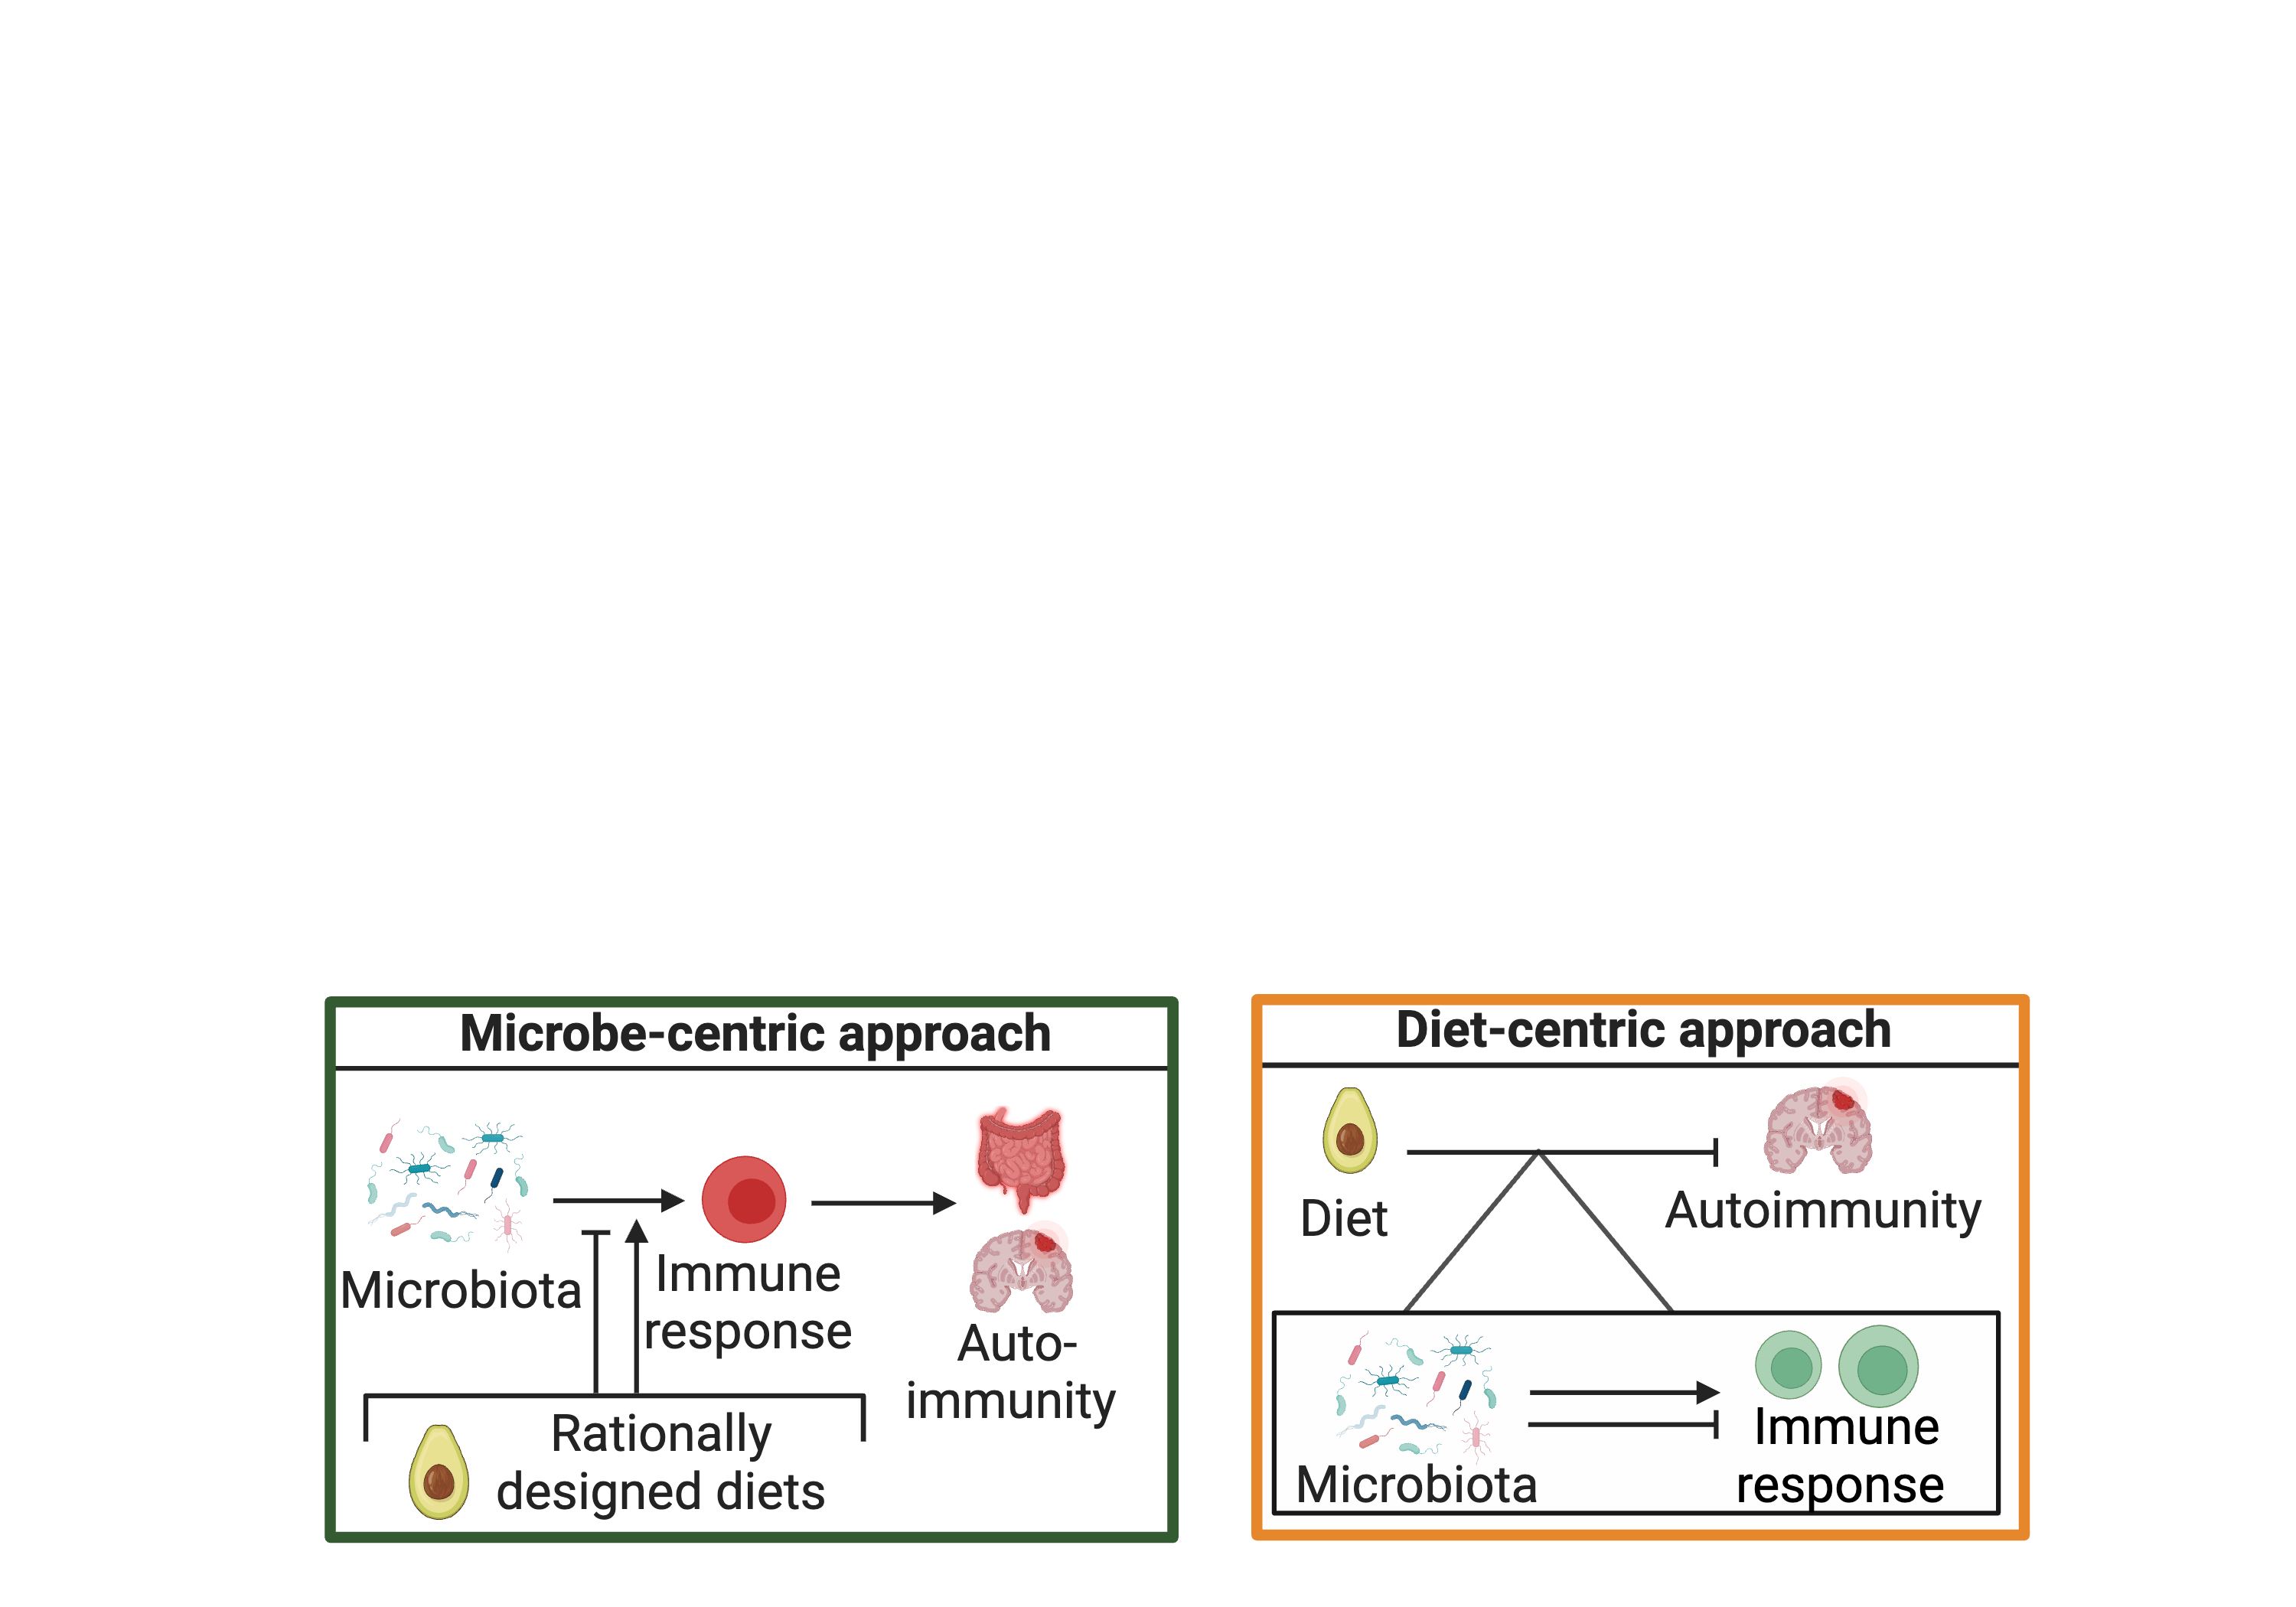 Microbe-centric approach
Microbiota
Immune
response
Auto-
immunity
Rationally
designed diets
Diet-centric approach
Diet
Autoimmunity
Microbiota
Immune
response